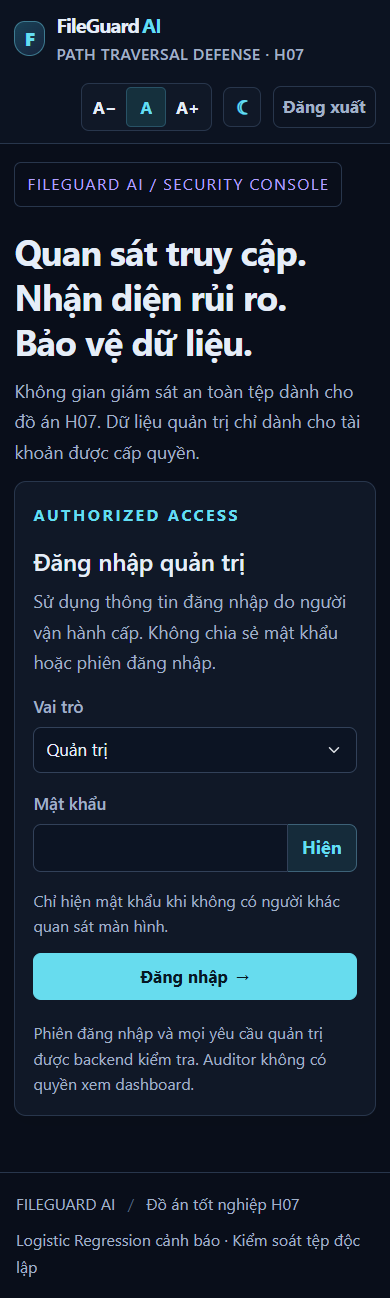 F
FileGuard AI
PATH TRAVERSAL DEFENSE · H07
A− A A+ Đăng xuất
FILEGUARD AI / SECURITY CONSOLE
Quan sát truy cập.
Nhận diện rủi ro.
Bảo vệ dữ liệu.
Không gian giám sát an toàn tệp dành cho
đồ án H07. Dữ liệu quản trị chỉ dành cho tài
khoản được cấp quyền.
AUTHORIZED ACCESS
Đăng nhập quản trị
Sử dụng thông tin đăng nhập do người
vận hành cấp. Không chia sẻ mật khẩu
hoặc phiên đăng nhập.
Vai trò
Quản trị
Mật khẩu
Hiện
Chỉ hiện mật khẩu khi không có người khác
quan sát màn hình.
Đăng nhập →
Phiên đăng nhập và mọi yêu cầu quản trị
được backend kiểm tra. Auditor không có
quyền xem dashboard.
FILEGUARD AI / Đồ án tốt nghiệp H07
Logistic Regression cảnh báo · Kiểm soát tệp độc
lập